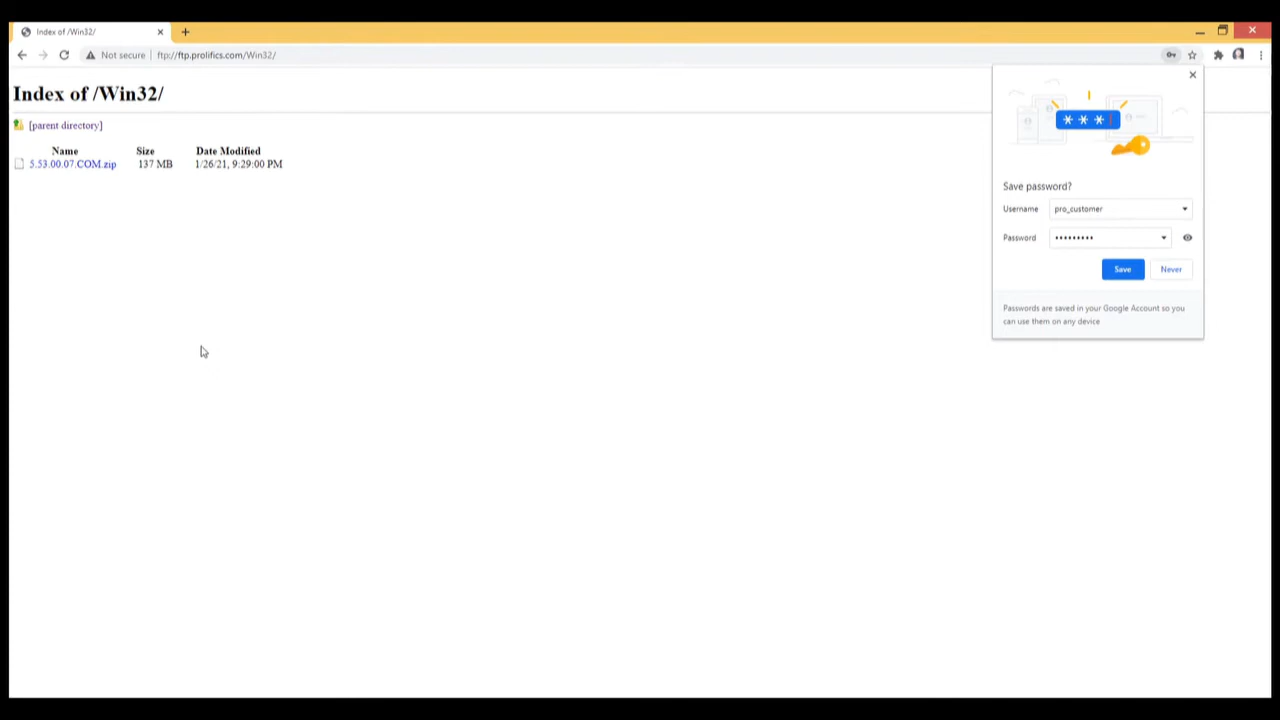 Index of /Win32/
Not secure
ftp://ftp.prolifics.com/Win32/
Index of /Win32/
[parent directory]
Name Size Date Modified
5.53.00.07.COM.zip 137 MB 1/26/21, 9:29:00 PM
* * *
Save password?
Username pro_customer
Password •••••••••
Save Never
Passwords are saved in your Google Account so you
can use them on any device